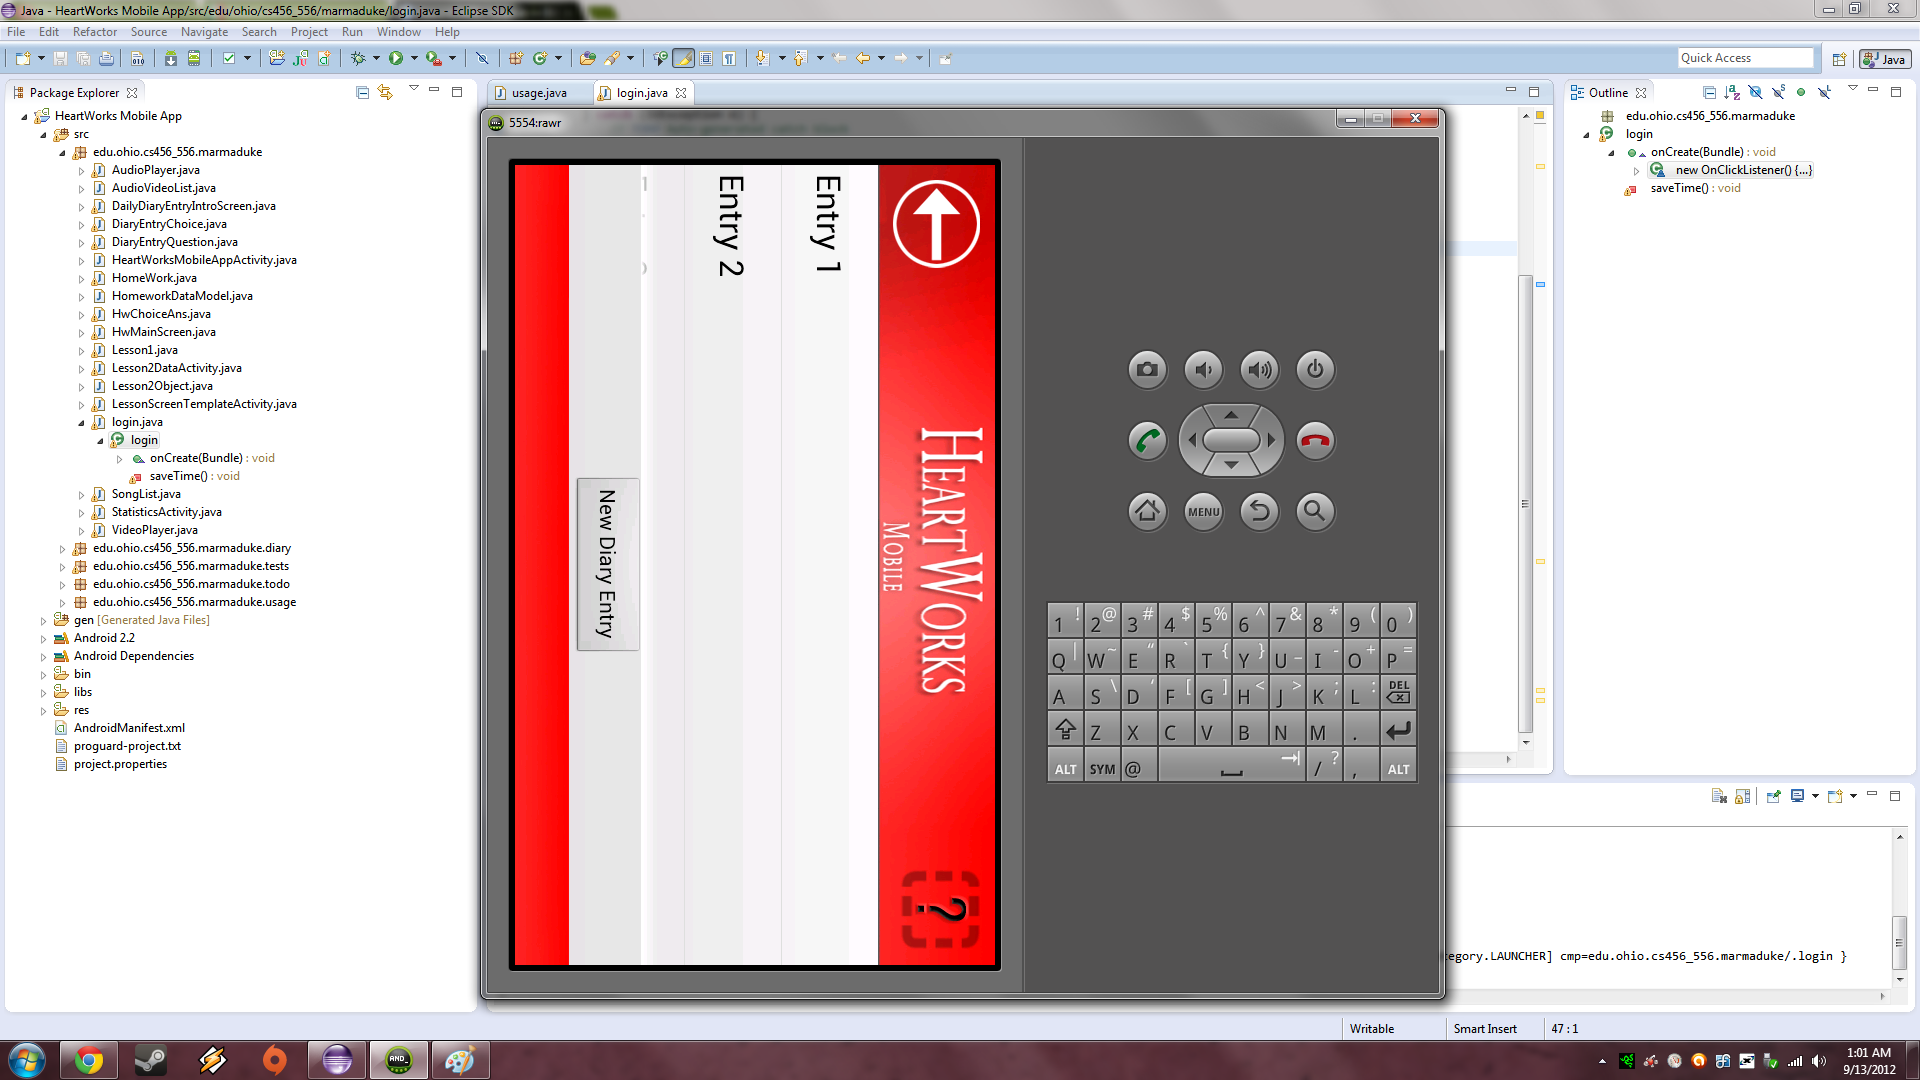 Java - HeartWorks Mobile App/src/edu/ohio/cs456_556/marmaduke/login.java - Eclipse SDK
File Edit Refactor Source Navigate Search Project Run Window Help
Quick Access
Java
Package Explorer
HeartWorks Mobile App
src
edu.ohio.cs456_556.marmaduke
AudioPlayer.java
AudioVideoList.java
DailyDiaryEntryIntroScreen.java
DiaryEntryChoice.java
DiaryEntryQuestion.java
HeartWorksMobileAppActivity.java
HomeWork.java
HomeworkDataModel.java
HwChoiceAns.java
HwMainScreen.java
Lesson1.java
Lesson2DataActivity.java
Lesson2Object.java
LessonScreenTemplateActivity.java
login.java
login
onCreate(Bundle) : void
saveTime() : void
SongList.java
StatisticsActivity.java
VideoPlayer.java
edu.ohio.cs456_556.marmaduke.diary
edu.ohio.cs456_556.marmaduke.tests
edu.ohio.cs456_556.marmaduke.todo
edu.ohio.cs456_556.marmaduke.usage
gen [Generated Java Files]
Android 2.2
Android Dependencies
bin
libs
res
AndroidManifest.xml
proguard-project.txt
project.properties
usage.java
login.java
5554:rawr
HEARTWORKS
MOBILE
?
Entry 1
Entry 2
New Diary Entry
MENU
1 ! 2 @ 3 # 4 $ 5 % 6 ^ 7 & 8 * 9 ( 0 )
Q | W ~ E " R ` T { Y } U _ I - O + P =
A S \ D ' F [ G ] H < J > K ; L : DEL
Z X C V B N M .
ALT SYM @ / ? , ALT
Outline
edu.ohio.cs456_556.marmaduke
login
onCreate(Bundle) : void
new OnClickListener() {...}
saveTime() : void
tegory.LAUNCHER] cmp=edu.ohio.cs456_556.marmaduke/.login }
Writable
Smart Insert
47 : 1
1:01 AM
9/13/2012